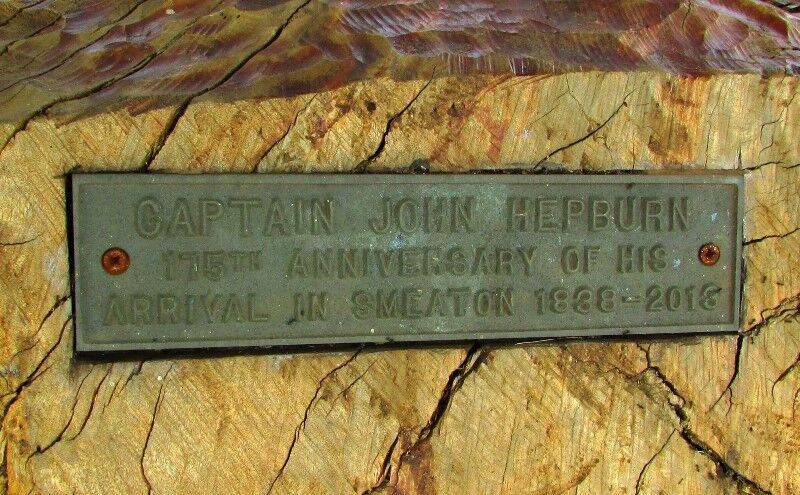 CAPTAIN JOHN HEPBURN
175TH ANNIVERSARY OF HIS
ARRIVAL IN SMEATON 1838-2013